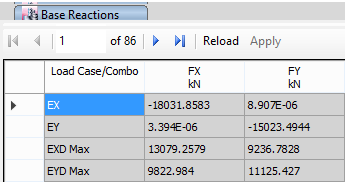 Base Reactions
1 of 86 Reload Apply
Load Case/Combo FX kN FY kN
EX -18031.8583 8.907E-06
EY 3.394E-06 -15023.4944
EXD Max 13079.2579 9236.7828
EYD Max 9822.984 11125.427